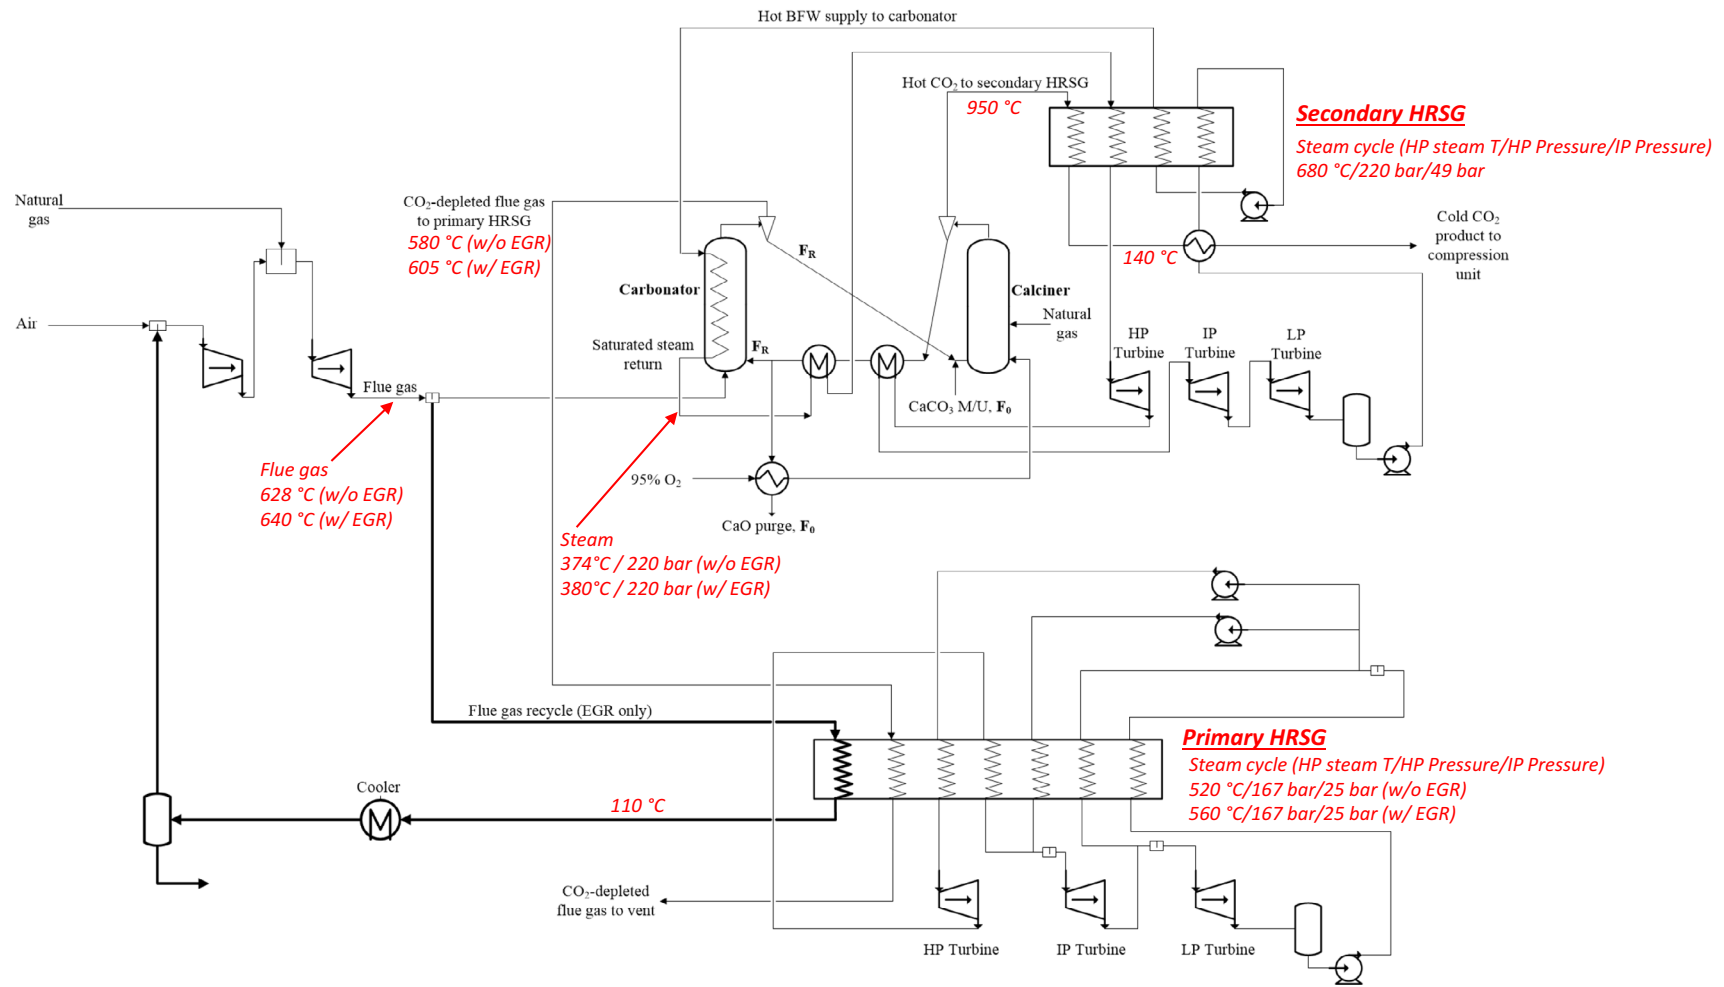 Hot BFW supply to carbonator
Hot CO₂ to secondary HRSG
950 °C
Secondary HRSG
Steam cycle (HP steam T/HP Pressure/IP Pressure)
680 °C/220 bar/49 bar
Natural
gas
CO₂-depleted flue gas
to primary HRSG
580 °C (w/o EGR)
605 °C (w/ EGR)
Cold CO₂
product to
compression
unit
140 °C
F_R
Carbonator
Calciner
Natural
gas
Air
HP
Turbine
IP
Turbine
LP
Turbine
Saturated steam
return
F_R
Flue gas
CaCO₃ M/U, F₀
Flue gas
628 °C (w/o EGR)
640 °C (w/ EGR)
95% O₂
CaO purge, F₀
Steam
374°C / 220 bar (w/o EGR)
380°C / 220 bar (w/ EGR)
Flue gas recycle (EGR only)
Primary HRSG
Steam cycle (HP steam T/HP Pressure/IP Pressure)
520 °C/167 bar/25 bar (w/o EGR)
560 °C/167 bar/25 bar (w/ EGR)
Cooler
110 °C
CO₂-depleted
flue gas to vent
HP Turbine
IP Turbine
LP Turbine